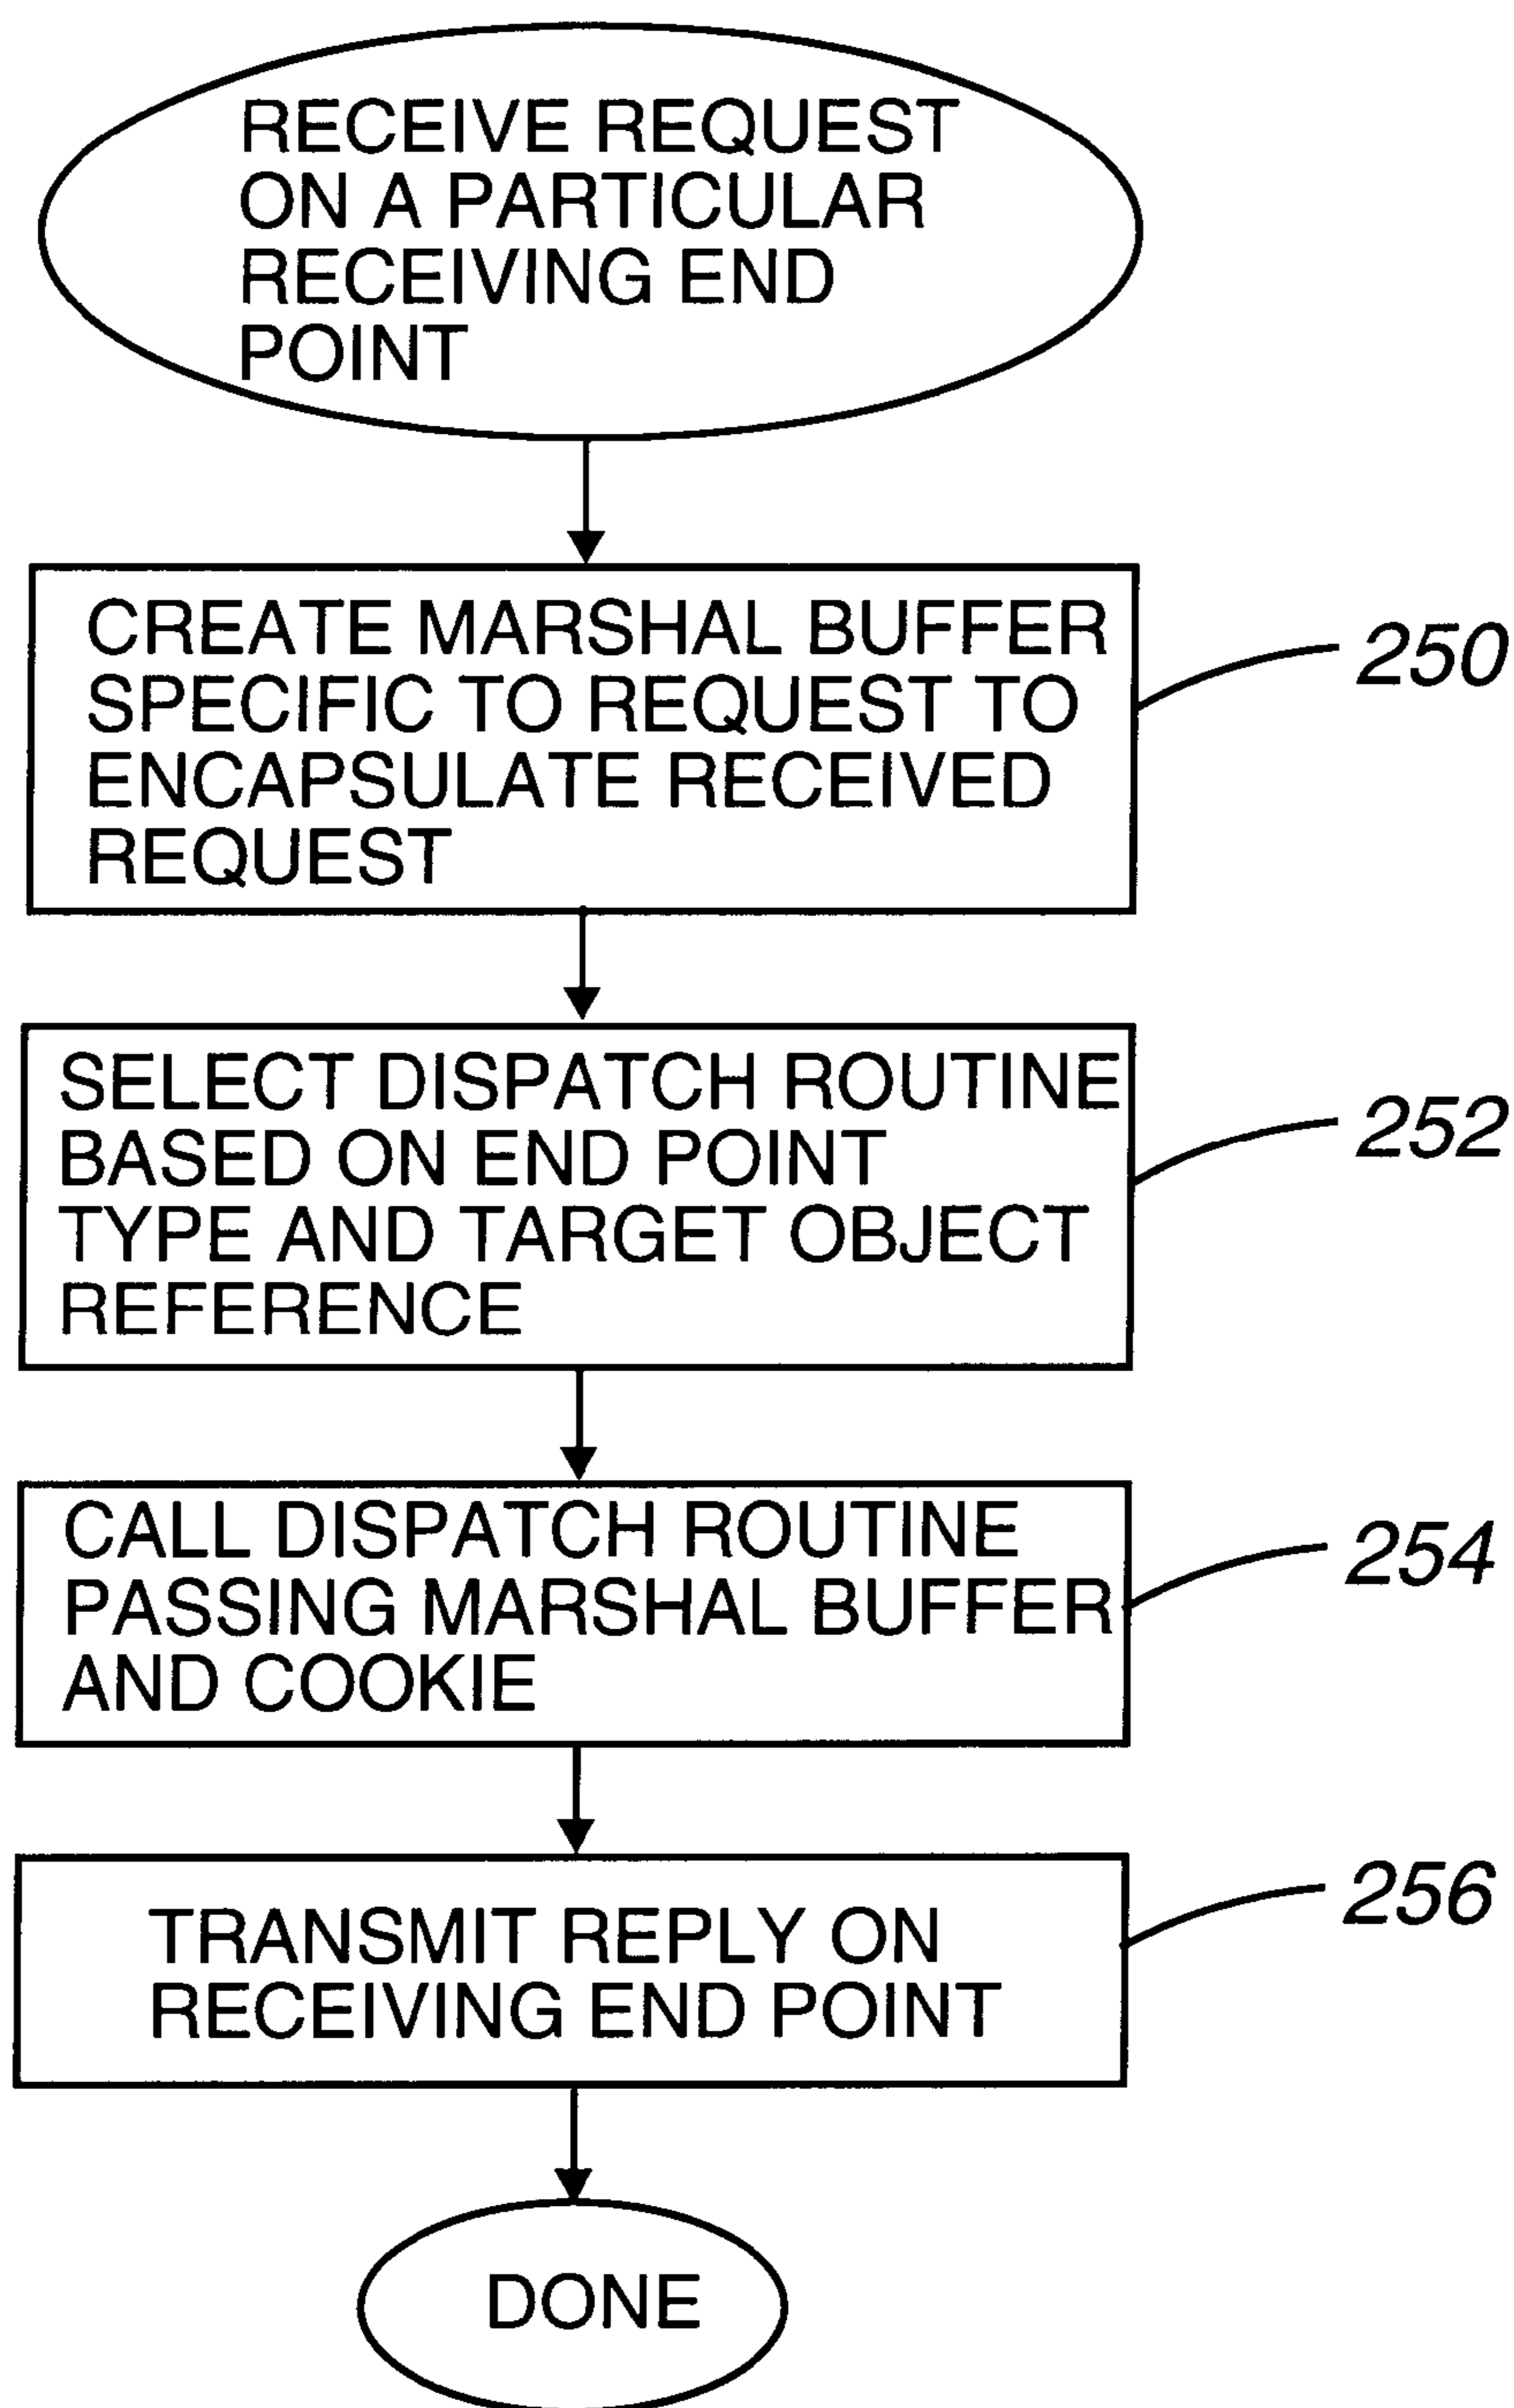 RECEIVE REQUEST
ON A PARTICULAR
RECEIVING END
POINT
CREATE MARSHAL BUFFER
SPECIFIC TO REQUEST TO
ENCAPSULATE RECEIVED
REQUEST
250
SELECT DISPATCH ROUTINE
BASED ON END POINT
TYPE AND TARGET OBJECT
REFERENCE
252
CALL DISPATCH ROUTINE
PASSING MARSHAL BUFFER
AND COOKIE
254
TRANSMIT REPLY ON
RECEIVING END POINT
256
DONE